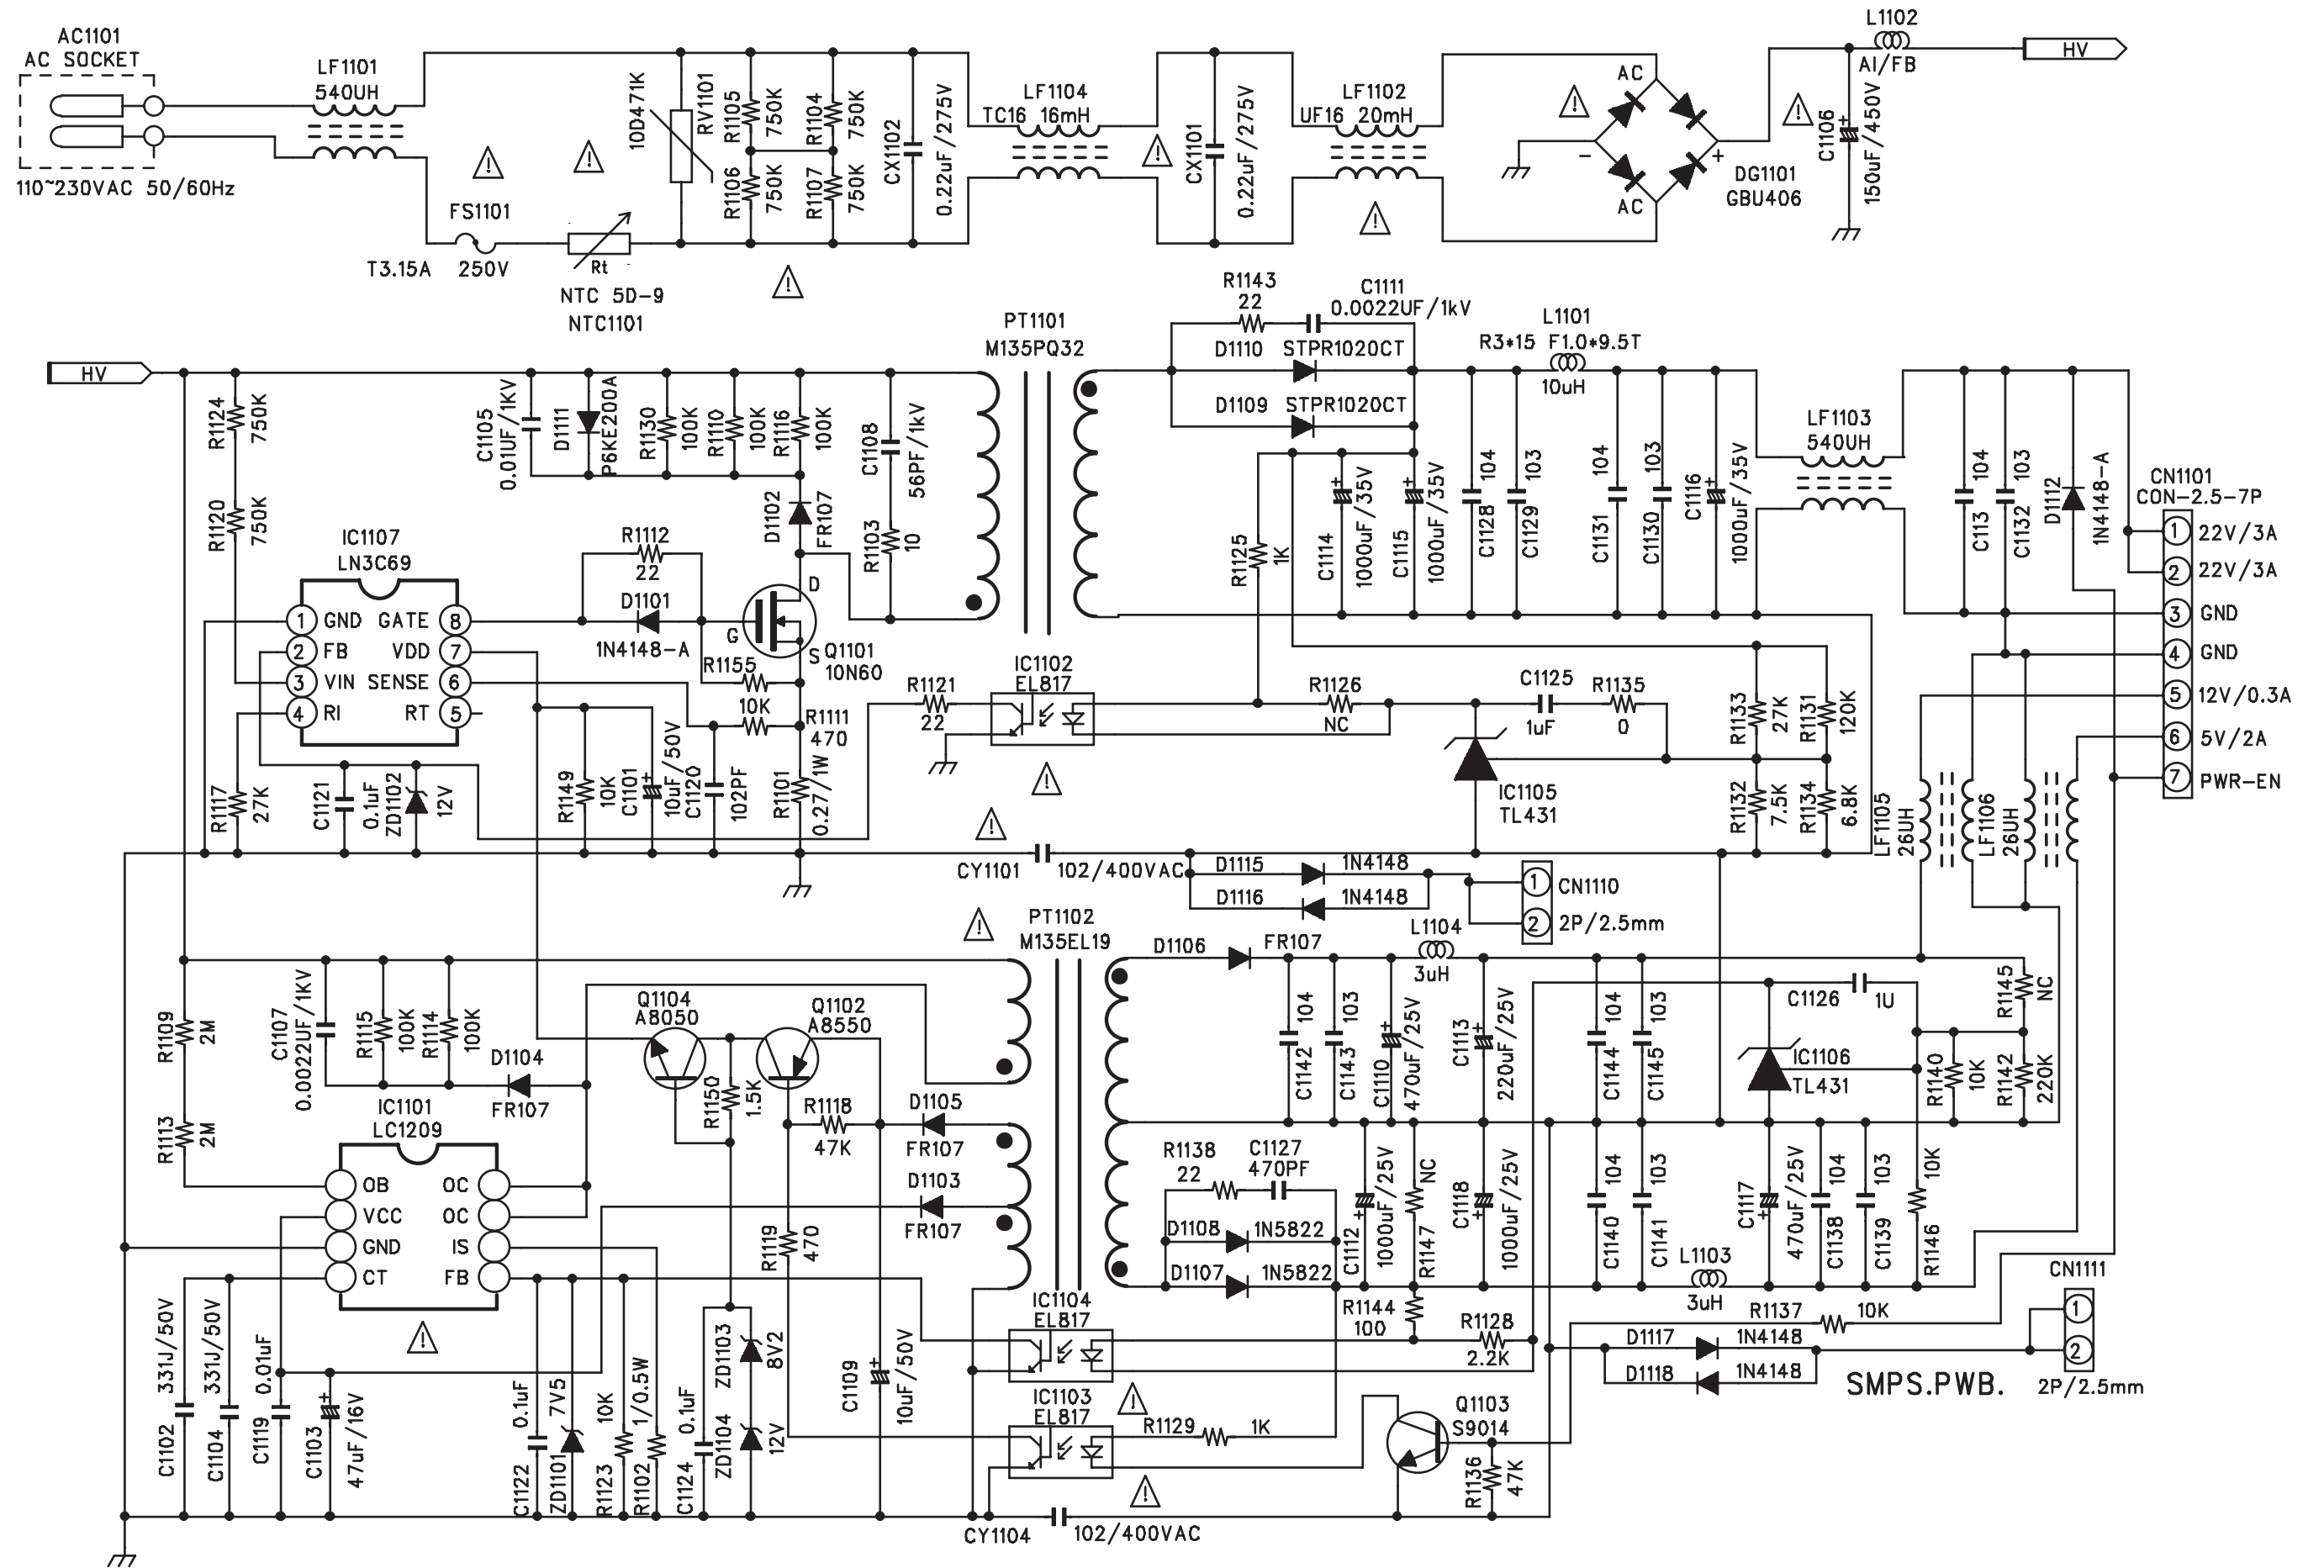 AC1101
AC SOCKET
110~230VAC 50/60Hz
LF1101
540UH
FS1101
T3.15A 250V
Rt
NTC 5D-9
NTC1101
10D471K
RV1101
R1105
750K
R1104
750K
R1106
750K
R1107
750K
CX1102
0.22uF/275V
LF1104
TC16 16mH
CX1101
0.22uF/275V
LF1102
UF16 20mH
AC
AC
-
+
DG1101
GBU406
C1106
+
150uF/450V
L1102
AI/FB
HV
HV
R1124
750K
R1120
750K
C1105
0.01UF/1KV
D1111
P6KE200A
R1130
100K
R1110
100K
R1116
100K
C1108
56PF/1kV
R1103
10
D1102
FR107
PT1101
M135PQ32
R1143
22
C1111
0.0022UF/1kV
D1110 STPR1020CT
D1109 STPR1020CT
L1101
R3*15 F1.0*9.5T
10uH
R1125
1K
C1114
+
1000uF/35V
C1115
+
1000uF/35V
C1128
104
C1129
103
C1131
104
C1130
103
C1116
+
1000uF/35V
LF1103
540UH
C113
104
C1132
103
D1112
1N4148-A
CN1101
CON-2.5-7P
1 22V/3A
2 22V/3A
3 GND
4 GND
5 12V/0.3A
6 5V/2A
7 PWR-EN
IC1107
LN3C69
1 GND GATE 8
2 FB VDD 7
3 VIN SENSE 6
4 RI RT 5
R1112
22
D1101
1N4148-A
D
G
S
Q1101
10N60
R1155
10K
R1111
470
R1117
27K
C1121
0.1uF
ZD1102
12V
R1149
10K
C1101
+
10uF/50V
C1120
102PF
R1101
0.27/1W
R1121
22
IC1102
EL817
R1126
NC
C1125
1uF
R1135
0
IC1105
TL431
R1133
27K
R1131
120K
R1132
7.5K
R1134
6.8K
LF1105
26UH
LF1106
26UH
CY1101 102/400VAC
D1115 1N4148
D1116 1N4148
1 CN1110
2 2P/2.5mm
PT1102
M135EL19
R1109
2M
R1113
2M
C1107
0.0022UF/1KV
R1115
100K
R1114
100K
D1104
FR107
Q1104
A8050
Q1102
A8550
R1150
1.5K
R1118
47K
D1105
FR107
D1103
FR107
R1119
470
IC1101
LC1209
OB OC
VCC OC
GND IS
CT FB
D1106 FR107
L1104
3uH
C1142
104
C1143
103
C1110
+
470uF/25V
C1113
+
220uF/25V
C1144
104
C1145
103
C1126 1U
IC1106
TL431
R1145
NC
R1140
10K
R1142
220K
R1138
22
C1127
470PF
D1108 1N5822
D1107 1N5822
C1112
+
1000uF/25V
R1147
NC
C1118
+
1000uF/25V
C1140
104
C1141
103
C1117
+
470uF/25V
C1138
104
C1139
103
R1146
10K
L1103
3uH
IC1104
EL817
R1144
100
R1128
2.2K
R1137 10K
D1117 1N4148
D1118 1N4148
CN1111
1
2
2P/2.5mm
SMPS.PWB.
C1102
331J/50V
C1104
331J/50V
C1119
0.01uF
C1103
+
47uF/16V
C1122
0.1uF
ZD1101
7V5
R1123
10K
R1102
1/0.5W
C1124
0.1uF
ZD1103
8V2
ZD1104
12V
C1109
+
10uF/50V
IC1103
EL817
R1129 1K
Q1103
S9014
R1136
47K
CY1104 102/400VAC